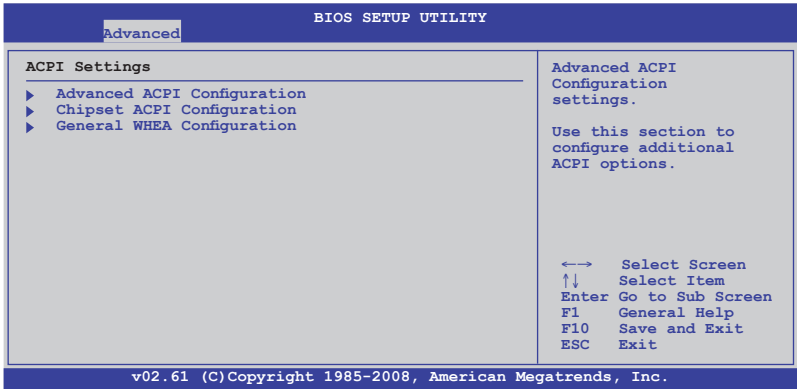 BIOS SETUP UTILITY
Advanced
ACPI Settings
Advanced ACPI Configuration
Chipset ACPI Configuration
General WHEA Configuration
Advanced ACPI
Configuration
settings.
Use this section to
configure additional
ACPI options.
←→ Select Screen
↑↓ Select Item
Enter Go to Sub Screen
F1 General Help
F10 Save and Exit
ESC Exit
v02.61 (C)Copyright 1985-2008, American Megatrends, Inc.